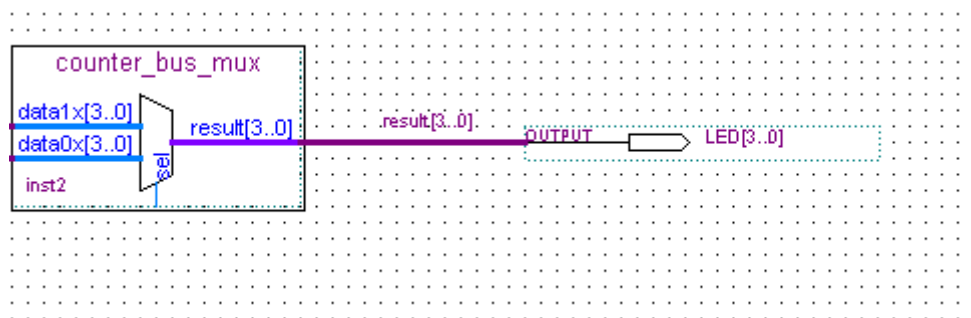 counter_bus_mux
data1x[3..0]
data0x[3..0]
result[3..0]
sel
inst2
result[3..0]
OUTPUT
LED[3..0]